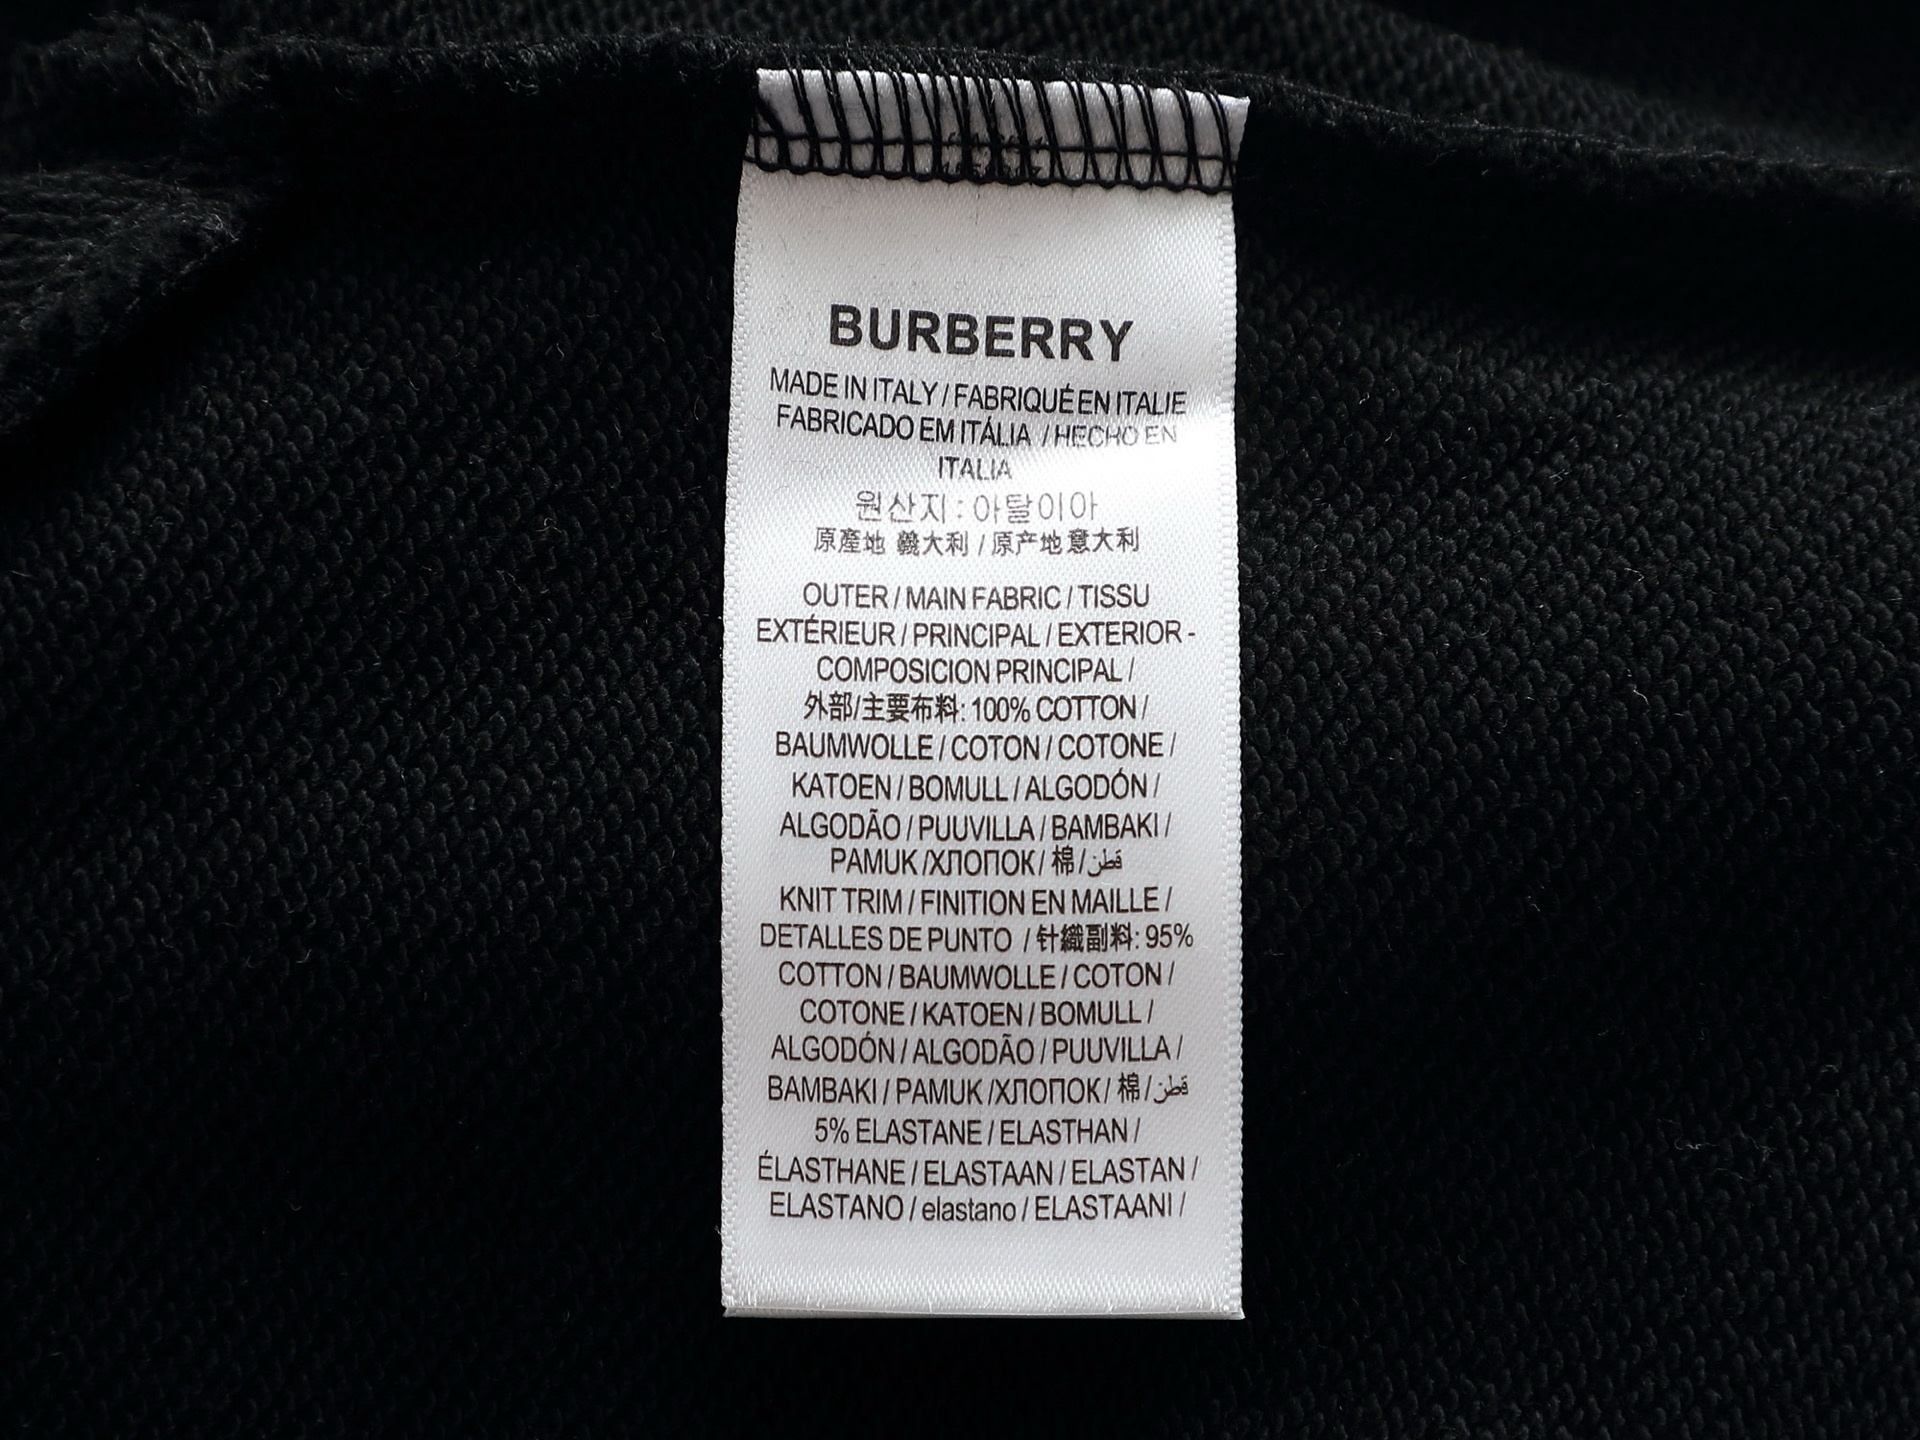 BURBERRY
MADE IN ITALY / FABRIQUÉ EN ITALIE
FABRICADO EM ITÁLIA / HECHO EN
ITALIA
원산지 : 아탈이아
原產地 義大利 / 原产地意大利
OUTER / MAIN FABRIC / TISSU
EXTÉRIEUR / PRINCIPAL / EXTERIOR -
COMPOSICION PRINCIPAL /
外部/主要布料: 100% COTTON /
BAUMWOLLE / COTON / COTONE /
KATOEN / BOMULL / ALGODÓN /
ALGODÃO / PUUVILLA / BAMBAKI /
PAMUK /ХЛОПОК/ 棉/قطن
KNIT TRIM / FINITION EN MAILLE /
DETALLES DE PUNTO / 针織副料: 95%
COTTON / BAUMWOLLE / COTON /
COTONE / KATOEN / BOMULL /
ALGODÓN / ALGODÃO / PUUVILLA /
BAMBAKI / PAMUK /ХЛОПОК/ 棉/قطن
5% ELASTANE / ELASTHAN /
ÉLASTHANE / ELASTAAN / ELASTAN /
ELASTANO / elastano / ELASTAANI /